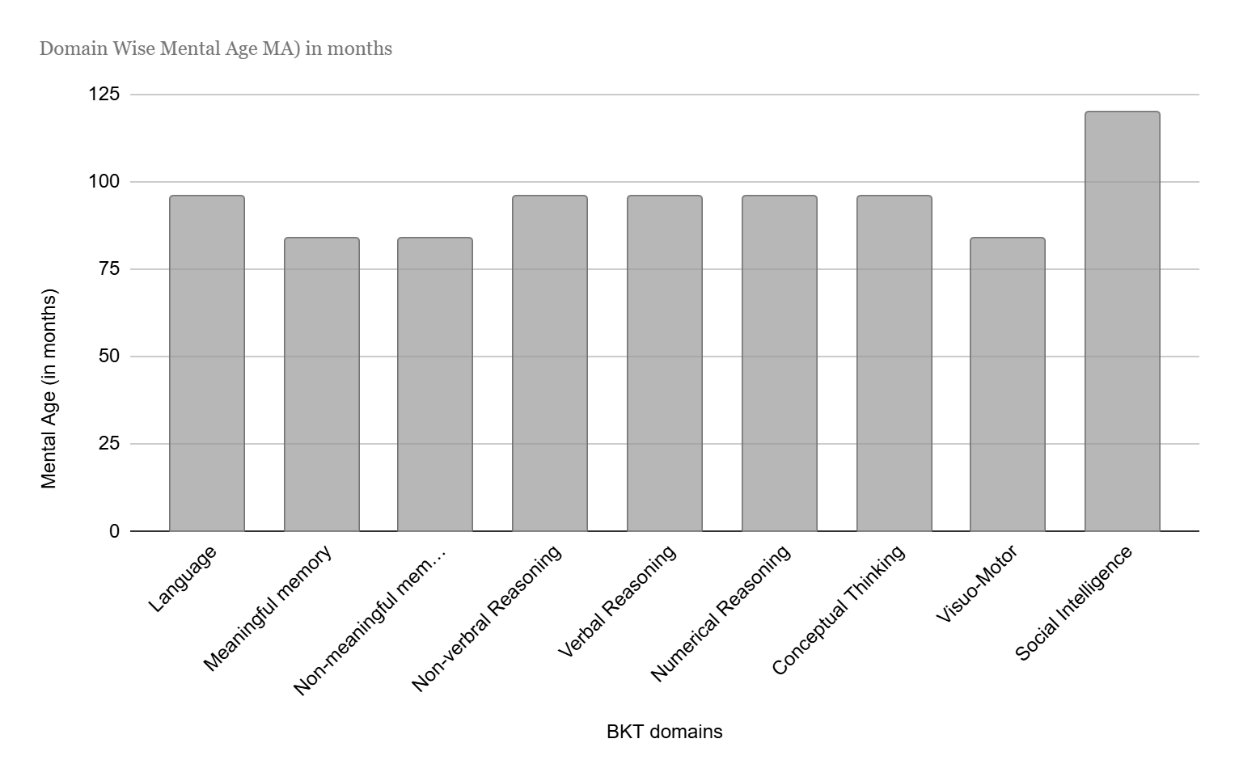 Domain Wise Mental Age MA) in months
125
100
75
50
25
0
Mental Age (in months)
Language
Meaningful memory
Non-meaningful mem…
Non-verbral Reasoning
Verbal Reasoning
Numerical Reasoning
Conceptual Thinking
Visuo-Motor
Social Intelligence
BKT domains